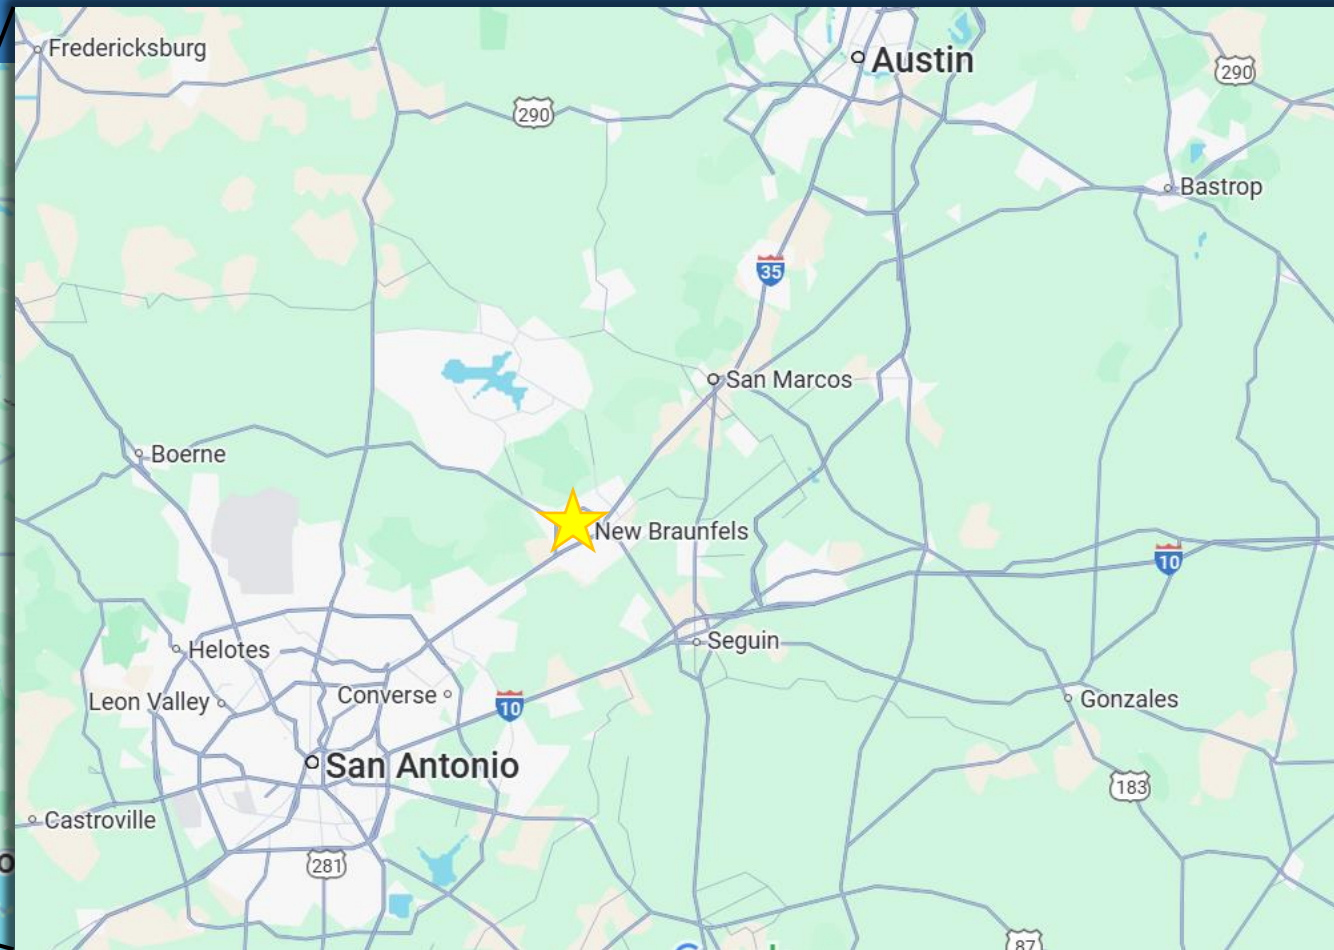 Fredericksburg
Austin
290
290
Bastrop
35
San Marcos
Boerne
New Braunfels
10
Helotes
Seguin
Leon Valley
Converse
10
Gonzales
San Antonio
183
Castroville
281
87